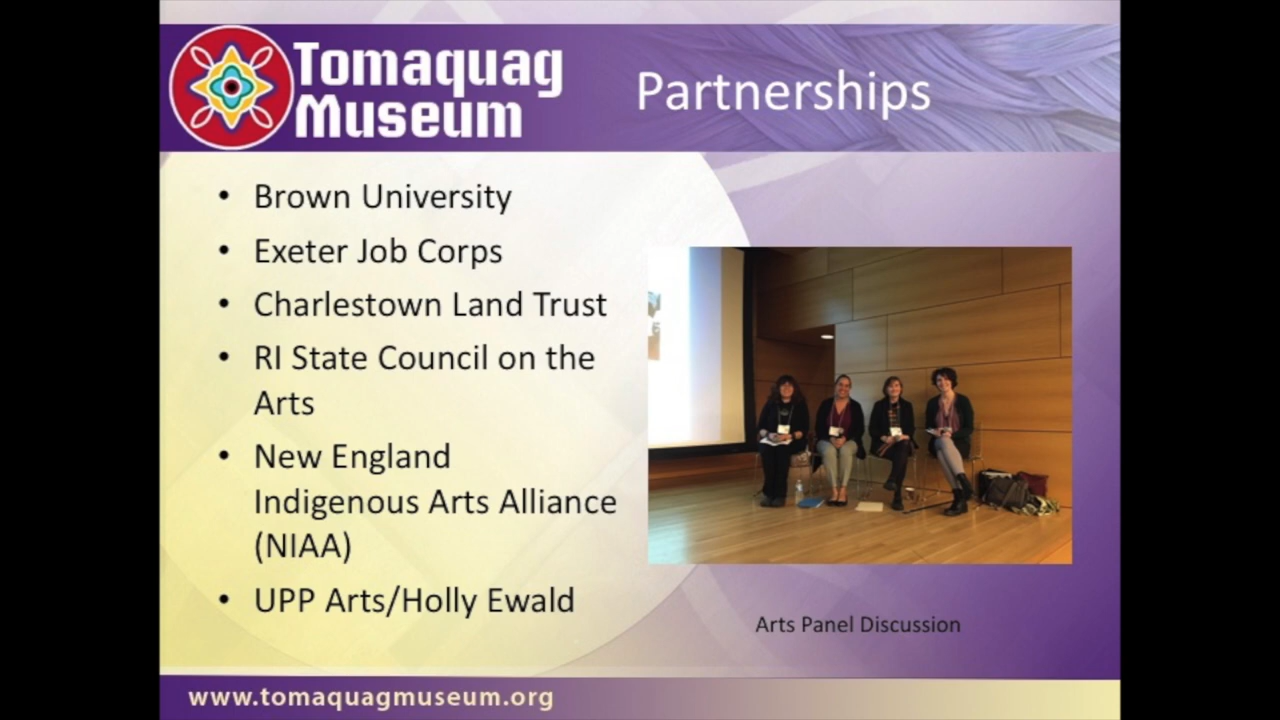 Tomaquag
Museum
Partnerships
• Brown University
• Exeter Job Corps
• Charlestown Land Trust
• RI State Council on the
Arts
• New England
Indigenous Arts Alliance
(NIAA)
• UPP Arts/Holly Ewald
Arts Panel Discussion
www.tomaquagmuseum.org